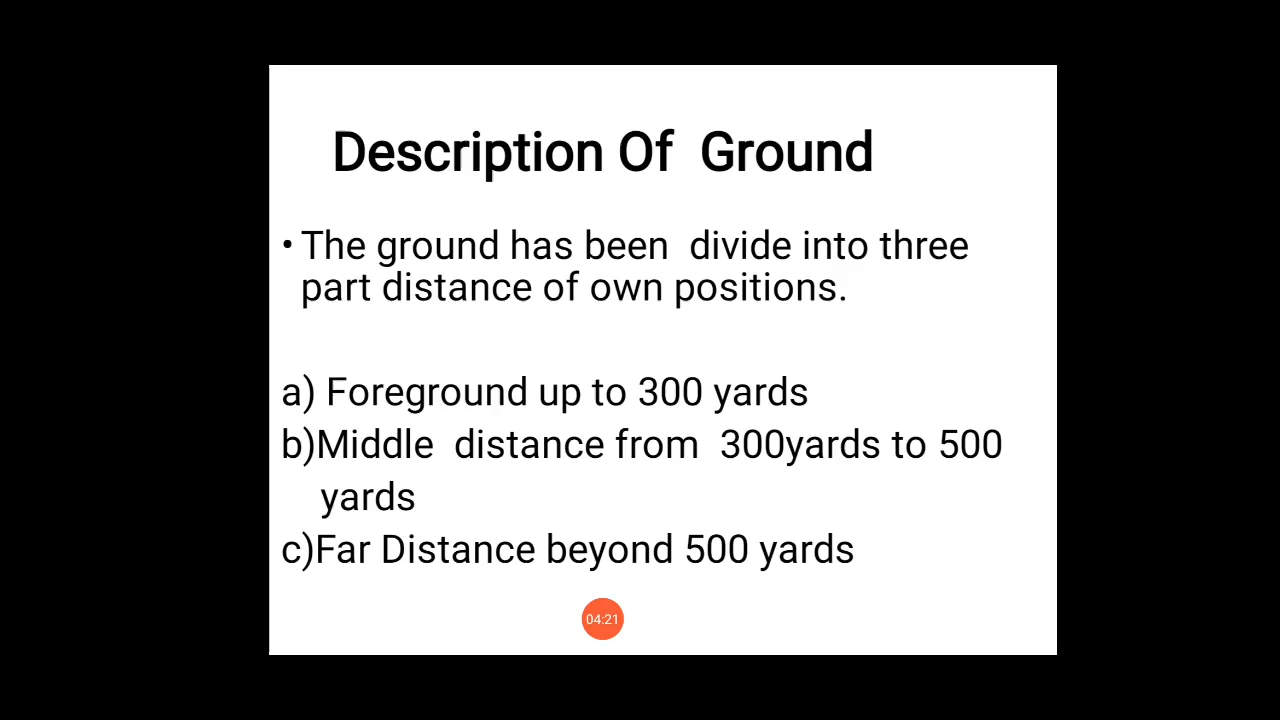 Description Of Ground
• The ground has been divide into three
part distance of own positions.
a) Foreground up to 300 yards
b)Middle distance from 300yards to 500
yards
c)Far Distance beyond 500 yards
04:21